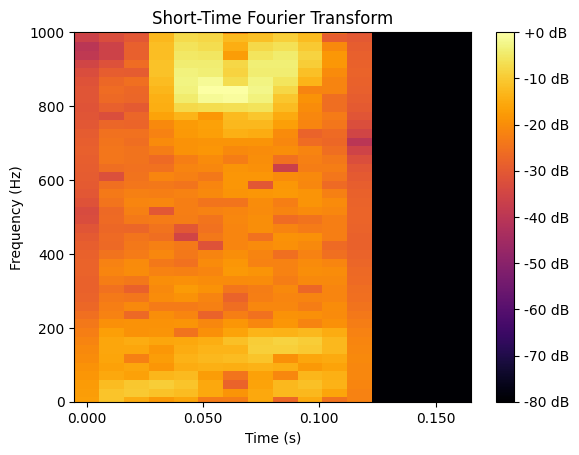 Short-Time Fourier Transform
1000
800
600
400
200
0
Frequency (Hz)
0.000
0.050
0.100
0.150
Time (s)
+0 dB
-10 dB
-20 dB
-30 dB
-40 dB
-50 dB
-60 dB
-70 dB
-80 dB